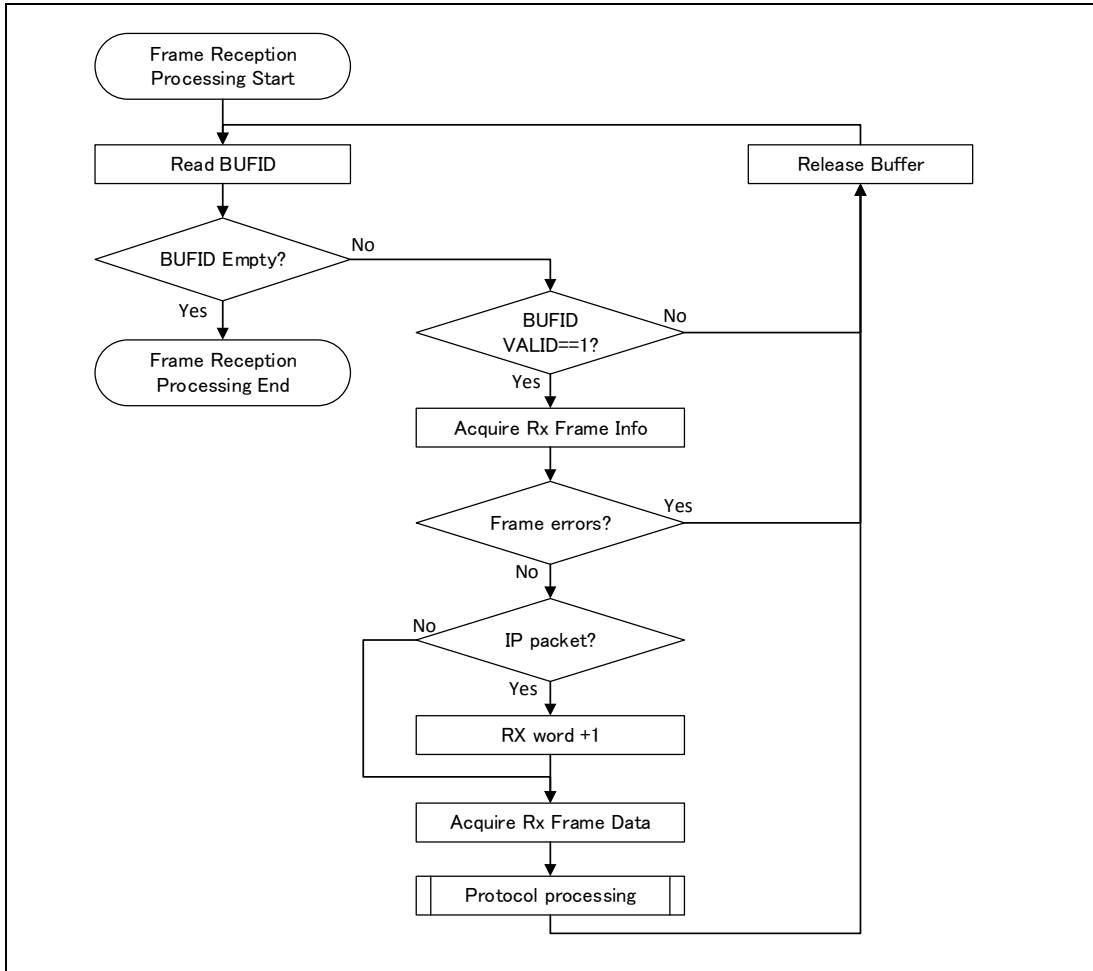 Frame Reception
Processing Start
Read BUFID
Release Buffer
BUFID Empty?
No
Yes
Frame Reception
Processing End
BUFID
VALID==1?
No
Yes
Acquire Rx Frame Info
Frame errors?
Yes
No
IP packet?
No
Yes
RX word +1
Acquire Rx Frame Data
Protocol processing